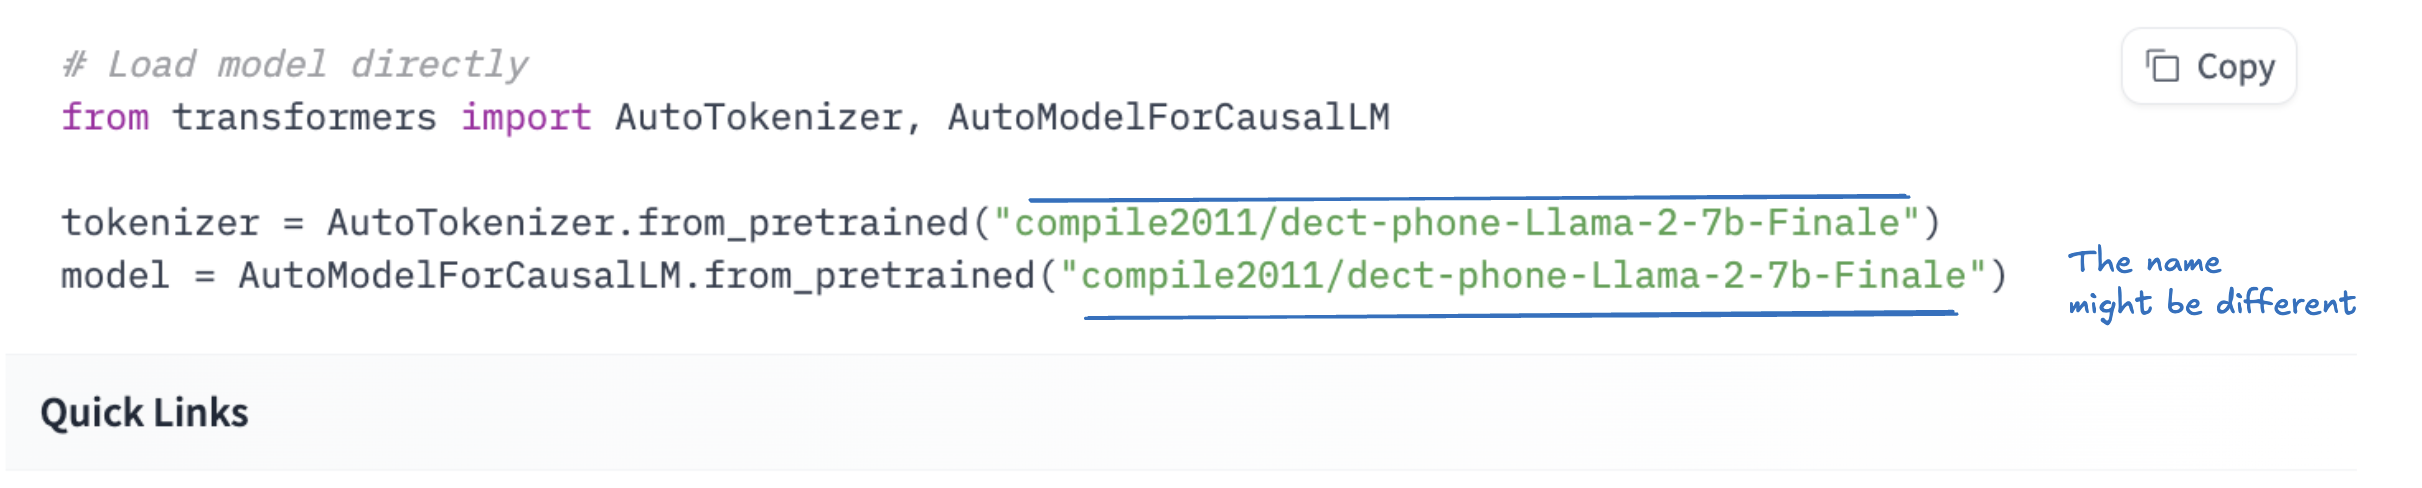 # Load model directly
Copy
from transformers import AutoTokenizer, AutoModelForCausalLM
tokenizer = AutoTokenizer.from_pretrained("compile2011/dect-phone-Llama-2-7b-Finale")
model = AutoModelForCausalLM.from_pretrained("compile2011/dect-phone-Llama-2-7b-Finale")
The name
might be different
Quick Links